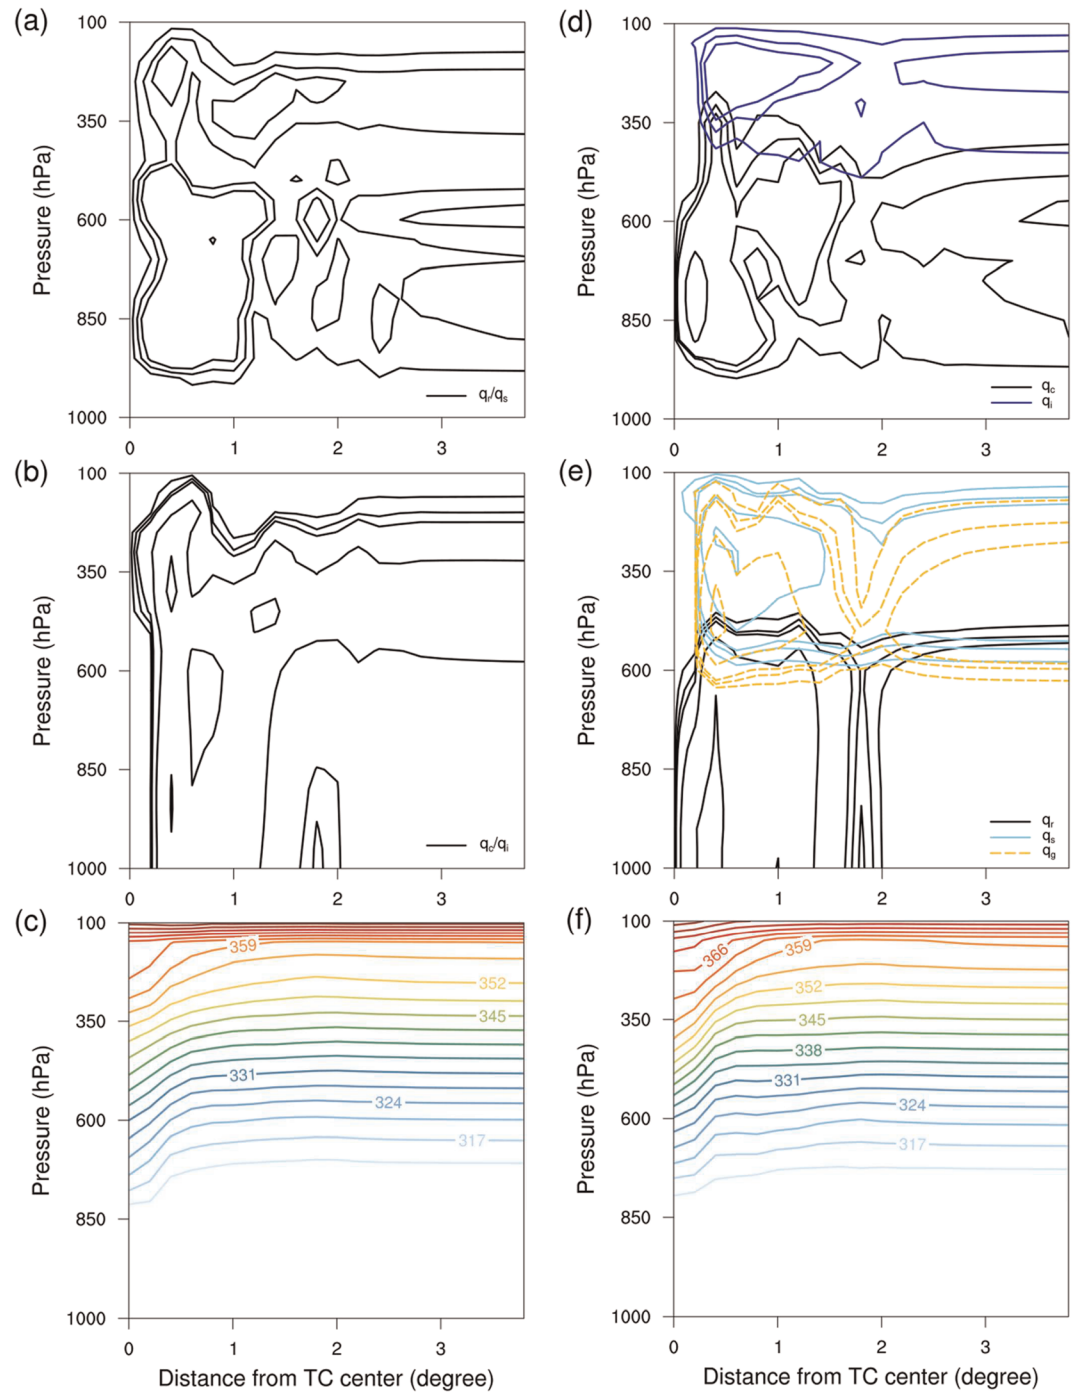 (a)
100
350
600
850
1000
Pressure (hPa)
qr/qs
0 1 2 3
(d)
100
350
600
850
1000
Pressure (hPa)
qc
qi
0 1 2 3
(b)
100
350
600
850
1000
Pressure (hPa)
qc/qi
0 1 2 3
(e)
100
350
600
850
1000
Pressure (hPa)
qr
qs
qg
0 1 2 3
(c)
100
350
600
850
1000
Pressure (hPa)
359
352
345
331
324
317
0 1 2 3
Distance from TC center (degree)
(f)
100
350
600
850
1000
Pressure (hPa)
366
359
352
345
338
331
324
317
0 1 2 3
Distance from TC center (degree)